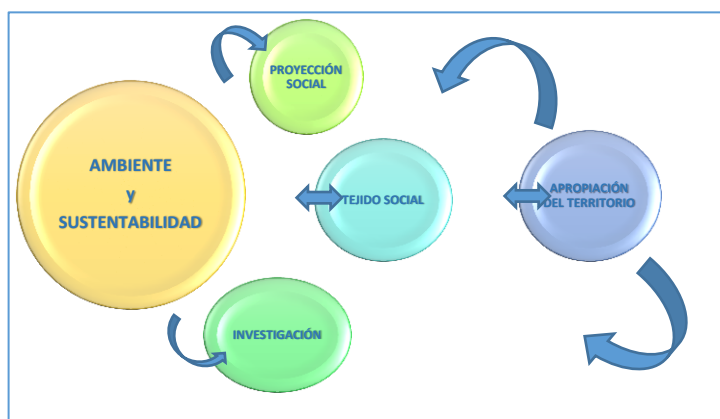 PROYECCIÓN
SOCIAL
AMBIENTE
y
SUSTENTABILIDAD
TEJIDO SOCIAL
APROPIACIÓN
DEL TERRITORIO
INVESTIGACIÓN